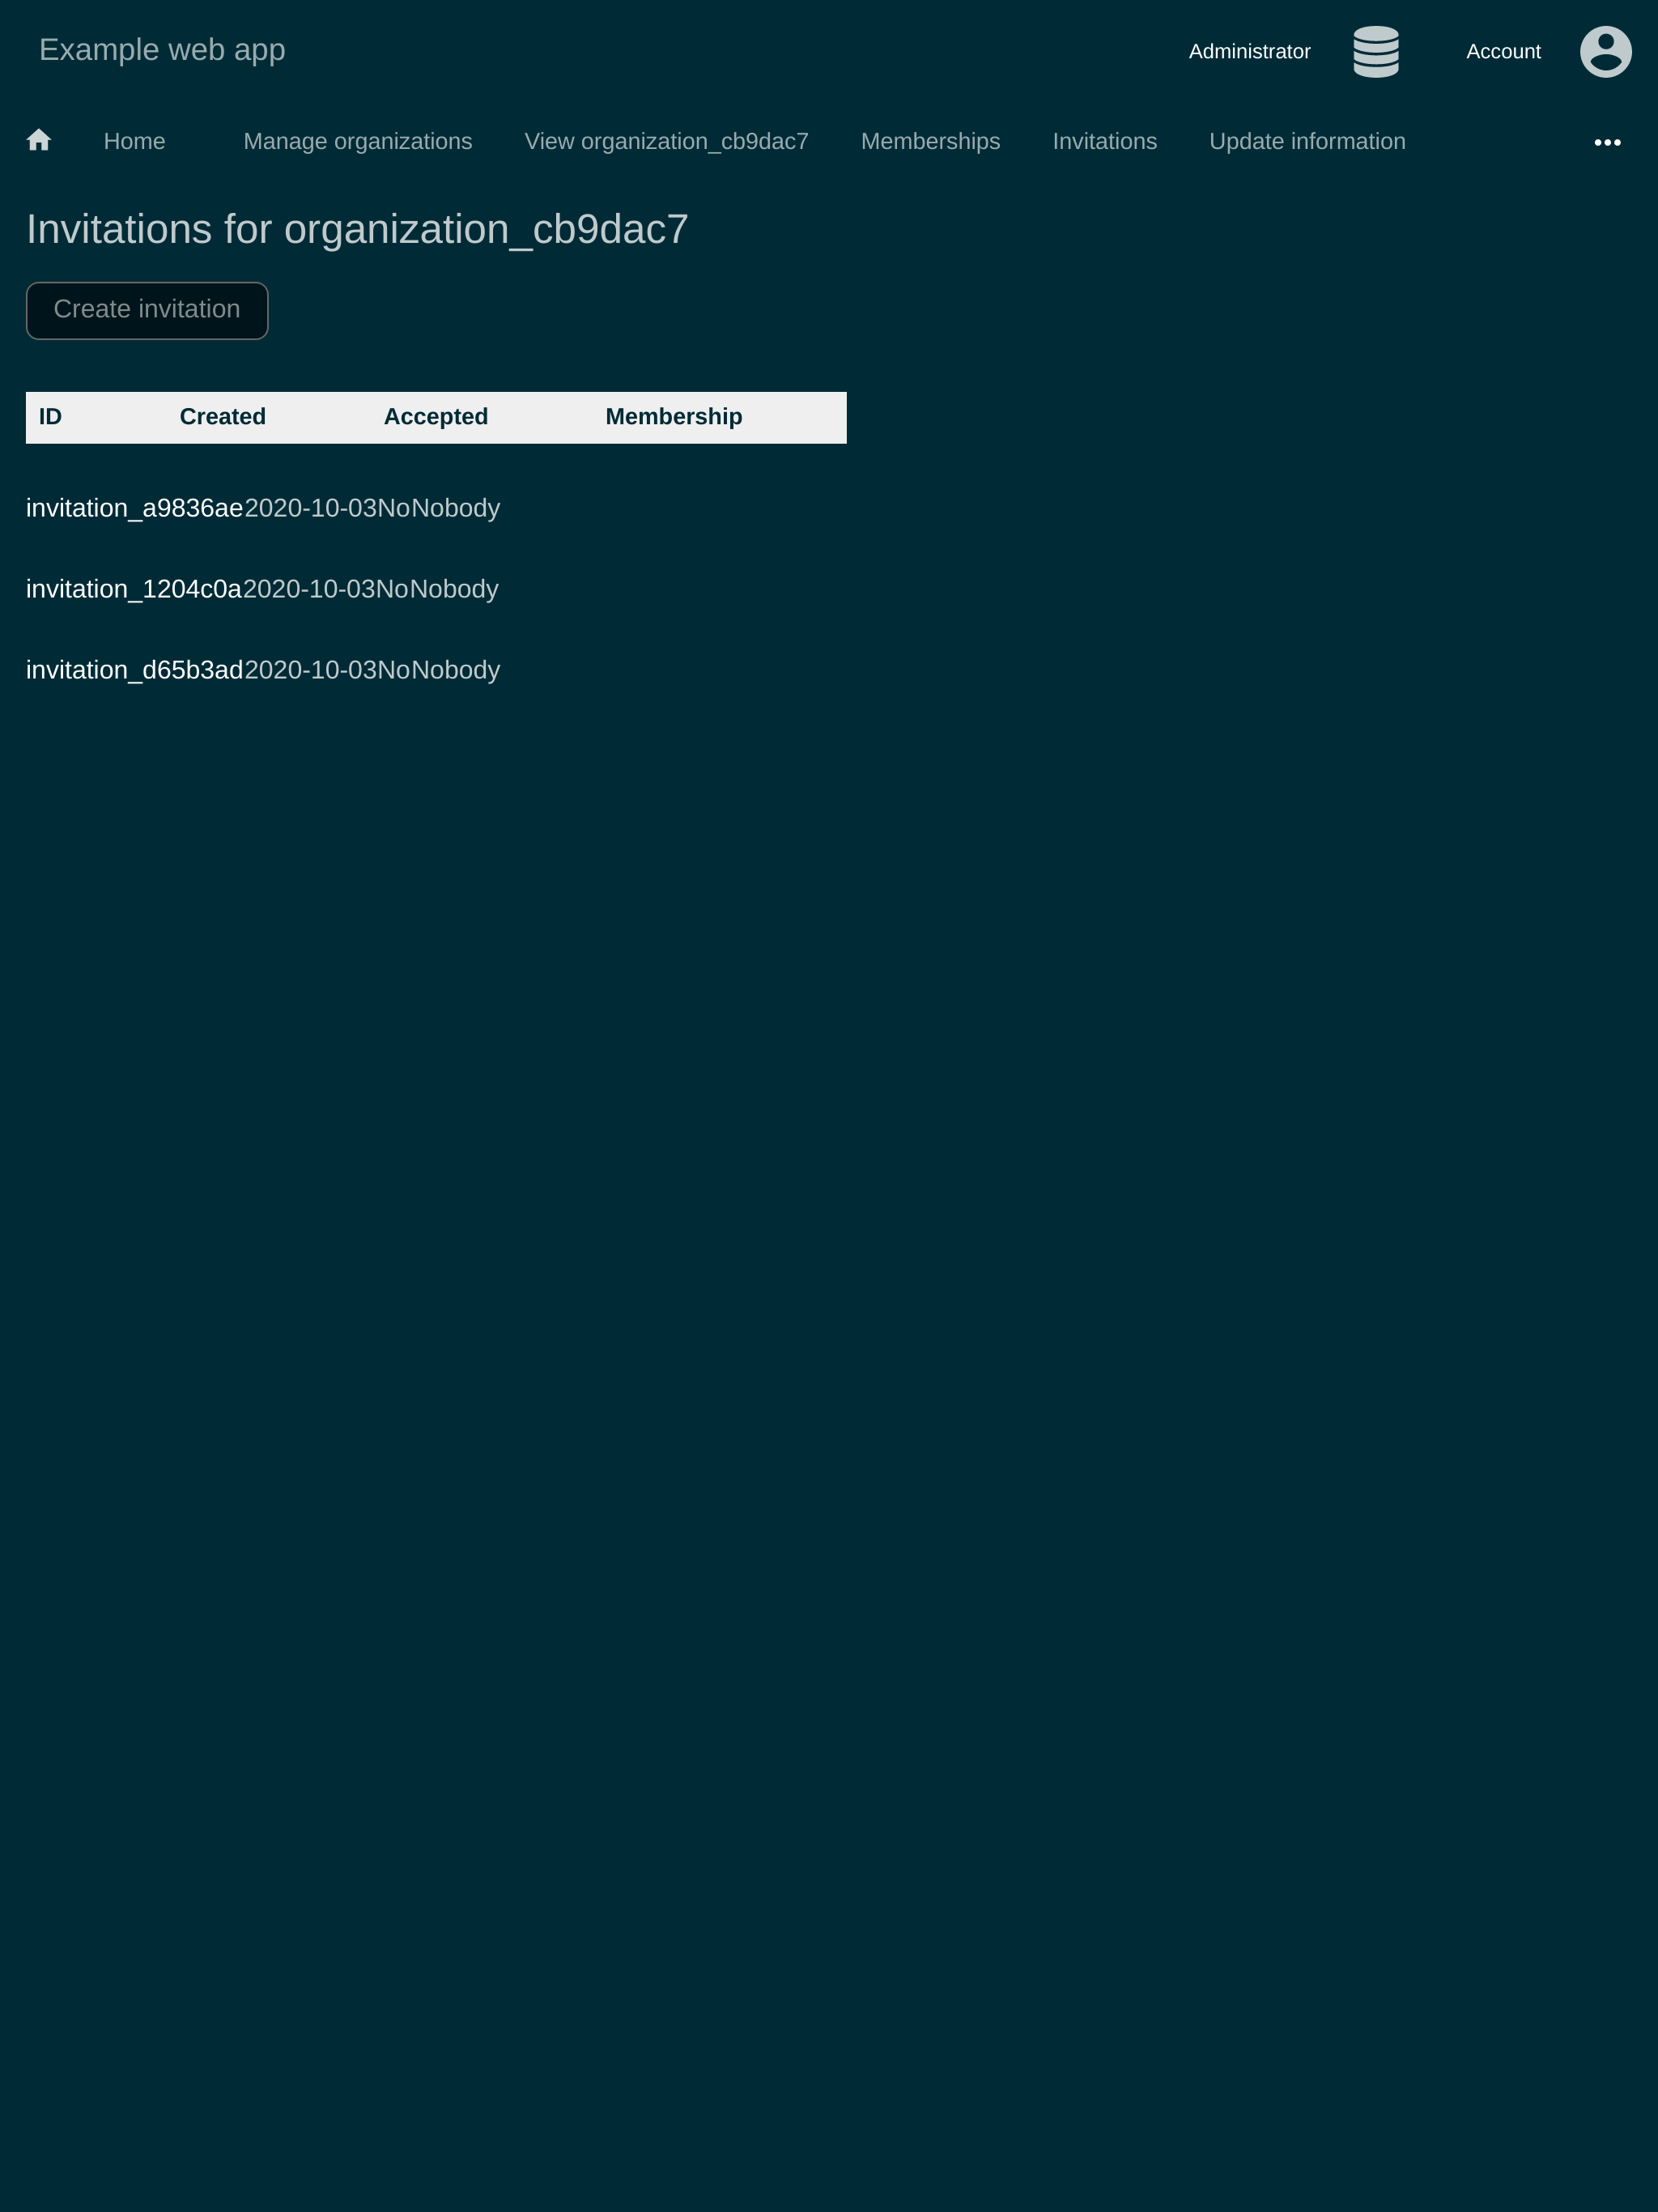 Example web app Administrator Account
Home Manage organizations View organization_cb9dac7 Memberships Invitations Update information
Invitations for organization_cb9dac7
Create invitation
ID Created Accepted Membership
invitation_a9836ae2020-10-03NoNobody
invitation_1204c0a2020-10-03NoNobody
invitation_d65b3ad2020-10-03NoNobody